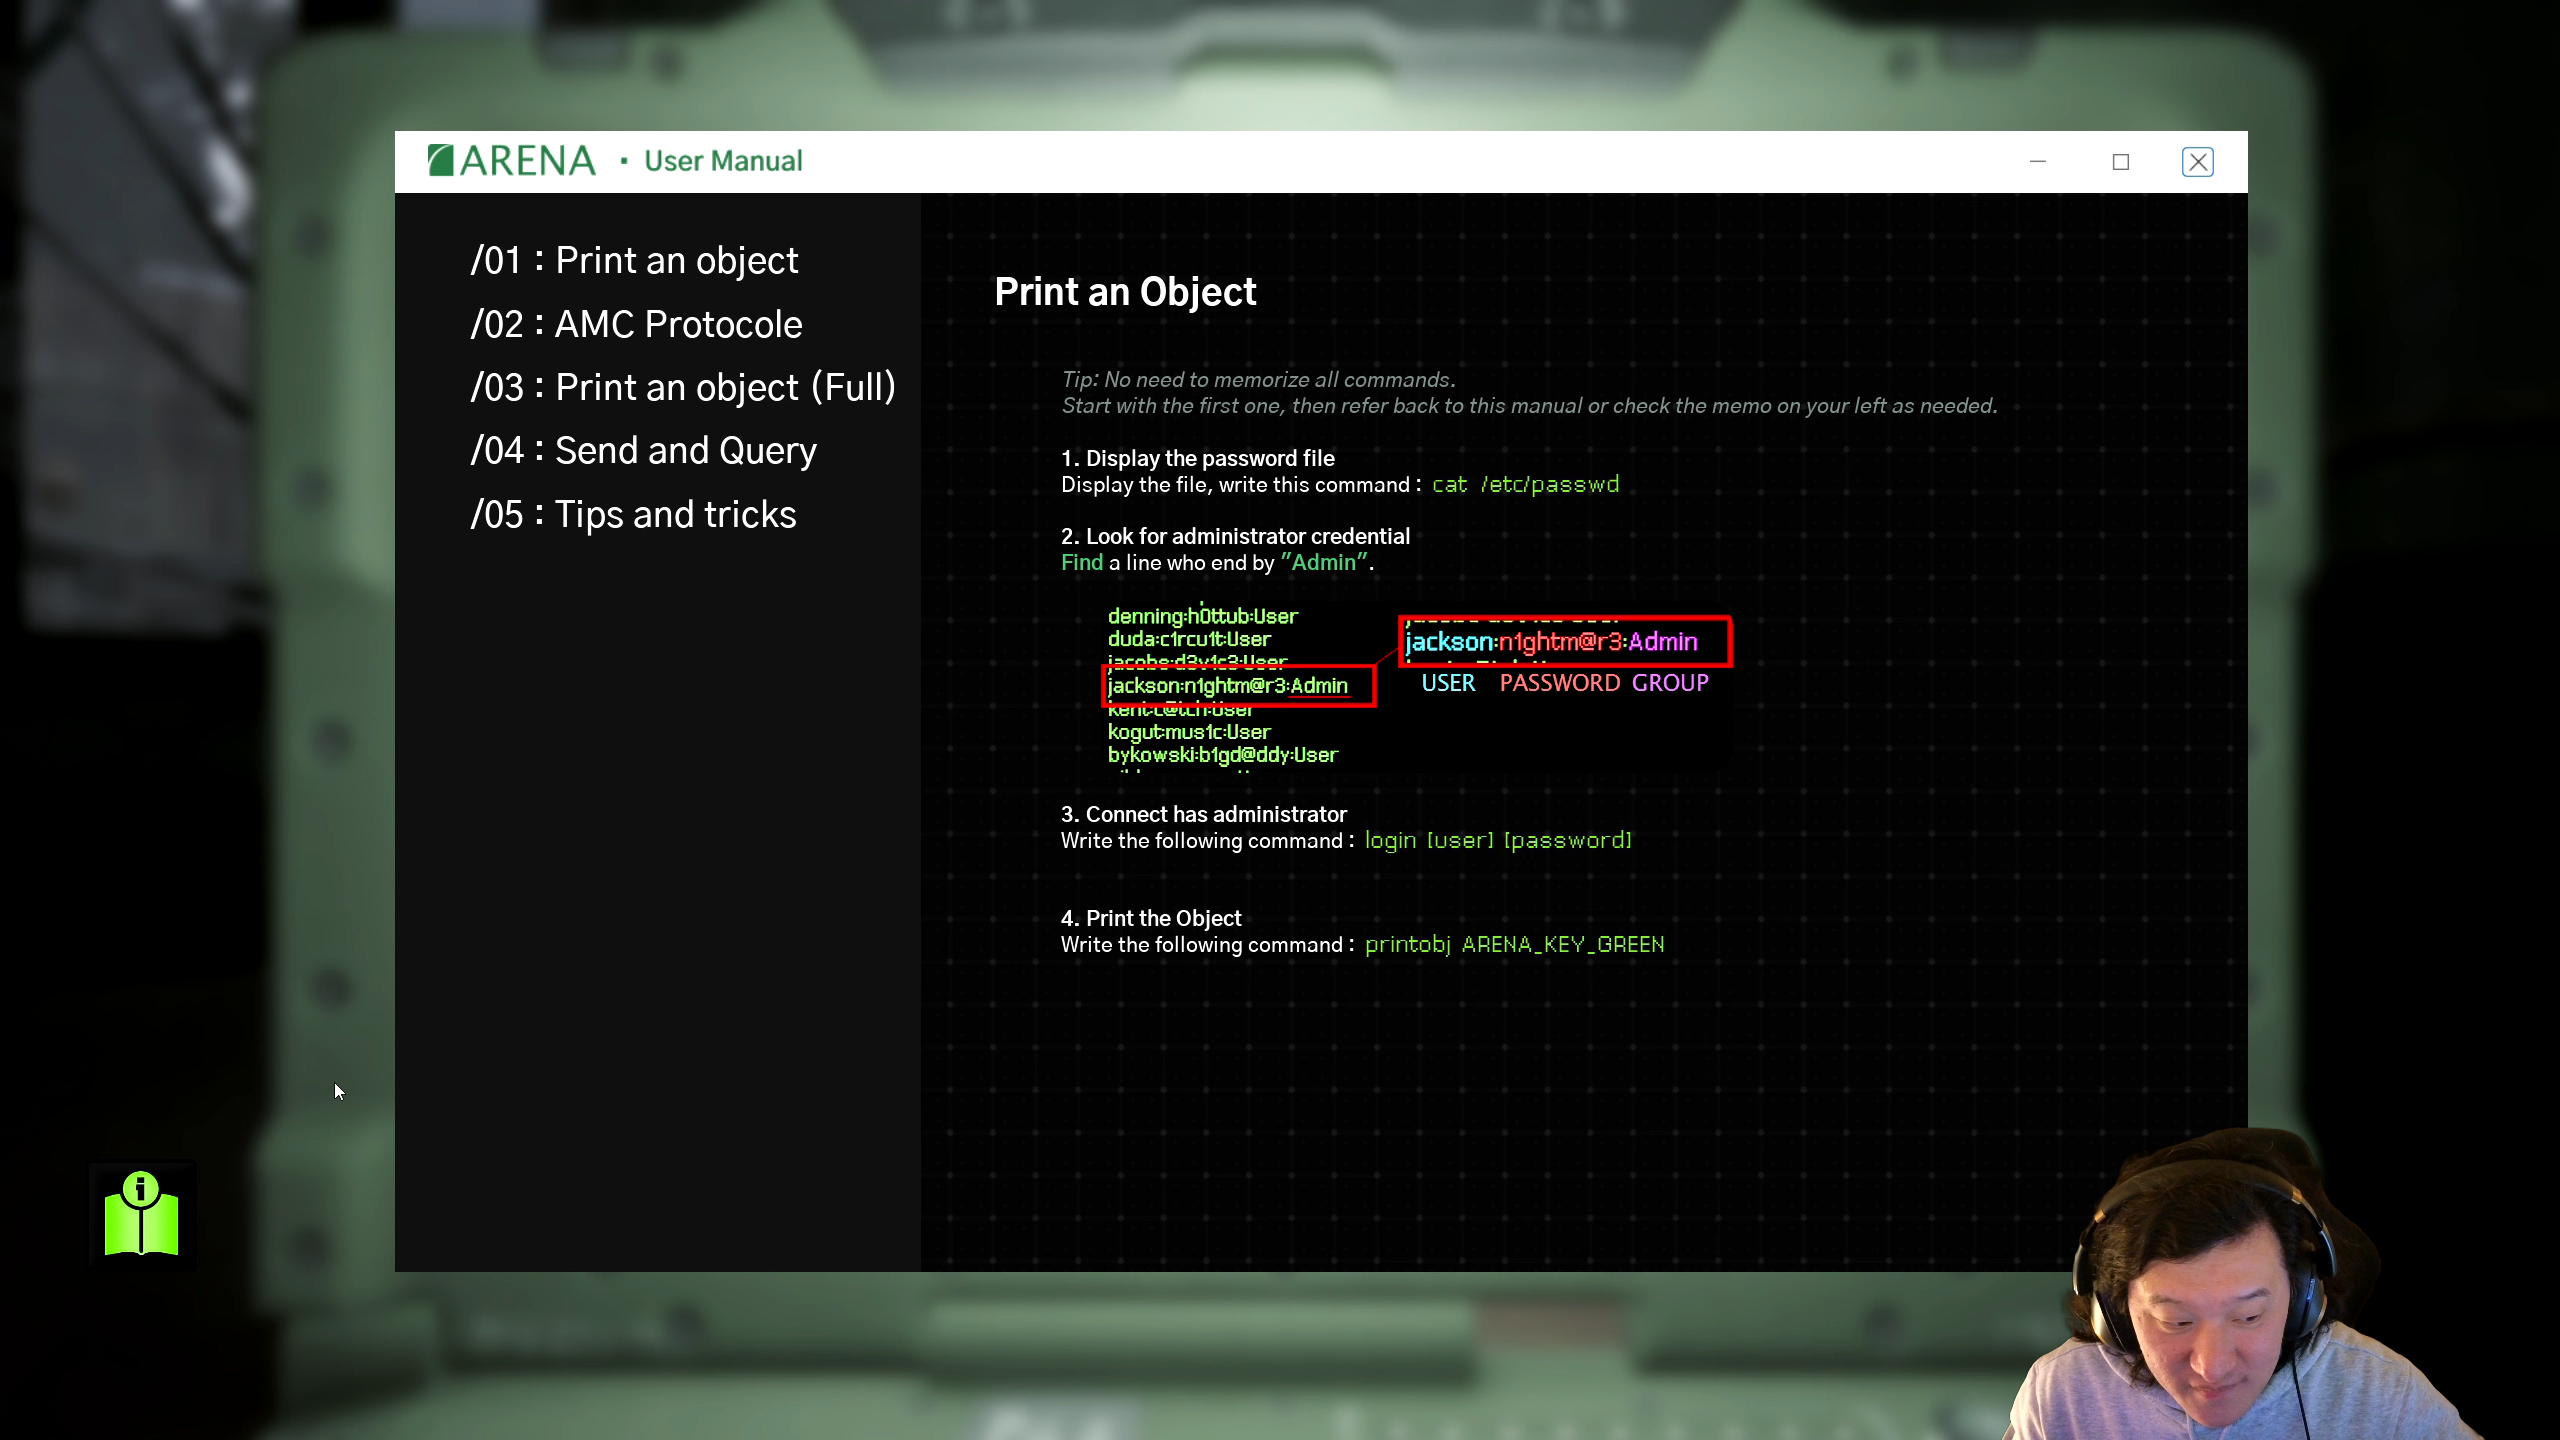 ARENA · User Manual
/01 : Print an object
/02 : AMC Protocole
/03 : Print an object (Full)
/04 : Send and Query
/05 : Tips and tricks
Print an Object
Tip: No need to memorize all commands.
Start with the first one, then refer back to this manual or check the memo on your left as needed.
1. Display the password file
Display the file, write this command : cat /etc/passwd
2. Look for administrator credential
Find a line who end by "Admin".
denning:h0ttub:User
duda:c1rcu1t:User
jacobs:d3v1c3:User
jackson:n1ghtm@r3:Admin
kent:c@tch:User
kogut:mus1c:User
bykowski:b1gd@ddy:User
jackson:n1ghtm@r3:Admin
USER PASSWORD GROUP
3. Connect has administrator
Write the following command : login [user] [password]
4. Print the Object
Write the following command : printobj ARENA_KEY_GREEN